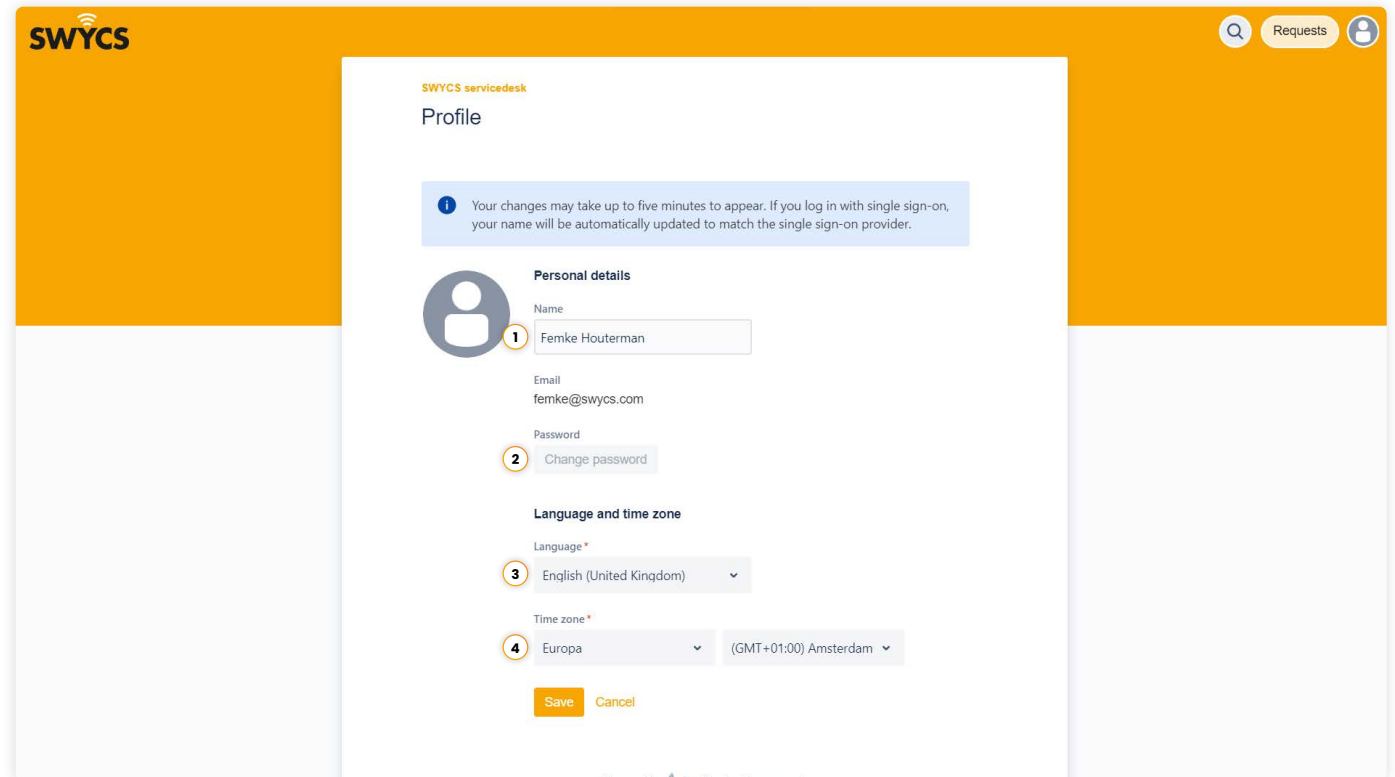 SWYCS
Requests
SWYCS servicedesk
Profile
Your changes may take up to five minutes to appear. If you log in with single sign-on,
your name will be automatically updated to match the single sign-on provider.
Personal details
Name
1 Femke Houterman
Email
femke@swycs.com
Password
2 Change password
Language and time zone
Language *
3 English (United Kingdom)
Time zone *
4 Europa (GMT+01:00) Amsterdam
Save Cancel